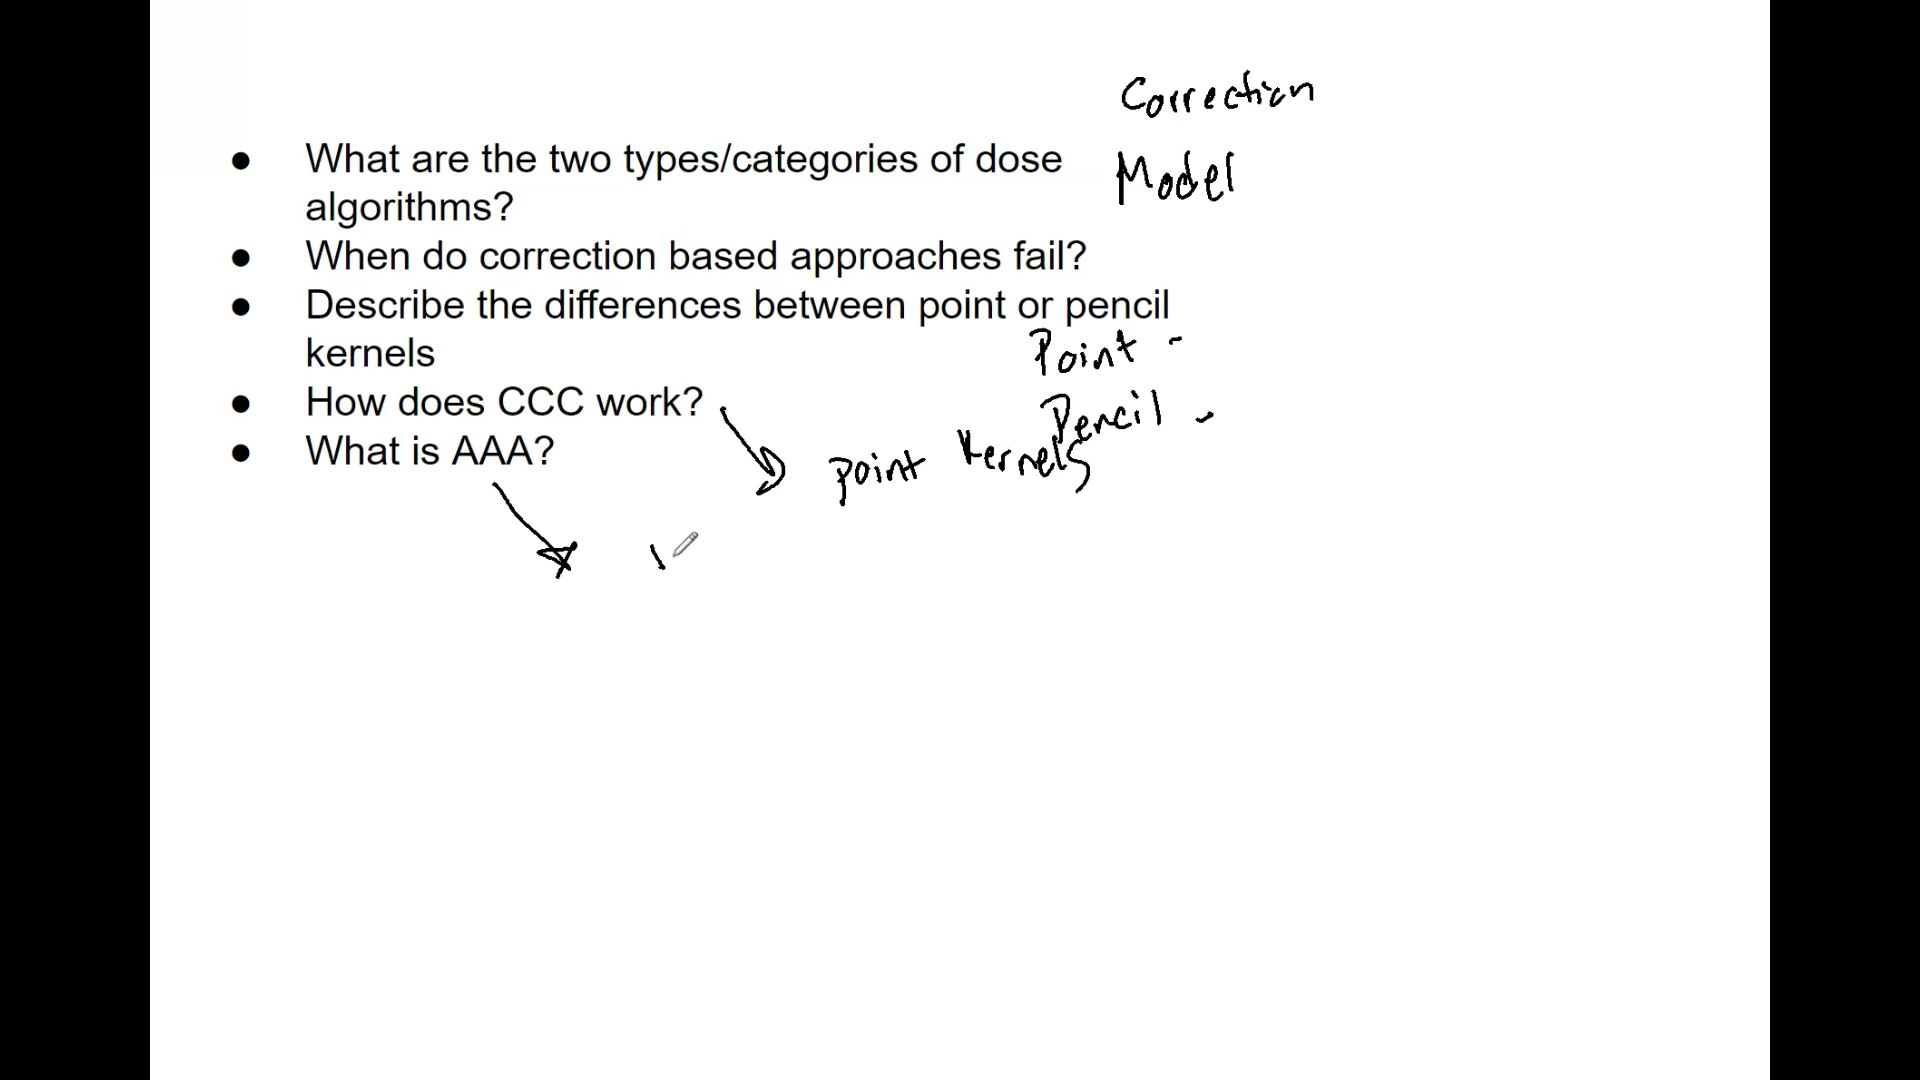 Correction
● What are the two types/categories of dose
algorithms?
Model
● When do correction based approaches fail?
● Describe the differences between point or pencil
kernels
Point -
● How does CCC work?
Pencil -
● What is AAA?
point kernels